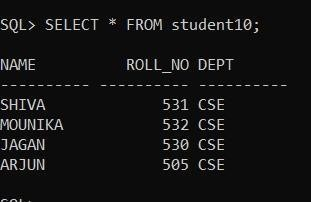 SQL> SELECT * FROM student10;
NAME ROLL_NO DEPT
---------- ---------- ----------
SHIVA 531 CSE
MOUNIKA 532 CSE
JAGAN 530 CSE
ARJUN 505 CSE
SQL>